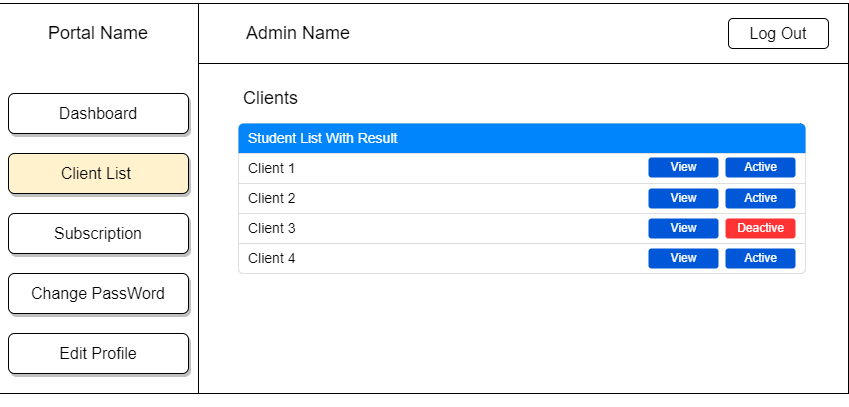 Portal Name
Admin Name
Log Out
Dashboard
Client List
Subscription
Change PassWord
Edit Profile
Clients
Student List With Result
Client 1 View Active
Client 2 View Active
Client 3 View Deactive
Client 4 View Active